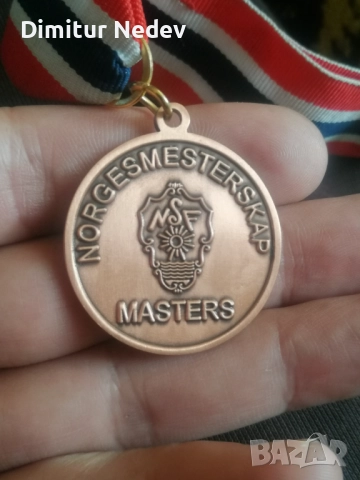 Dimitur Nedev
NORGESMESTERSKAP
NSF
MASTERS
BAZAR